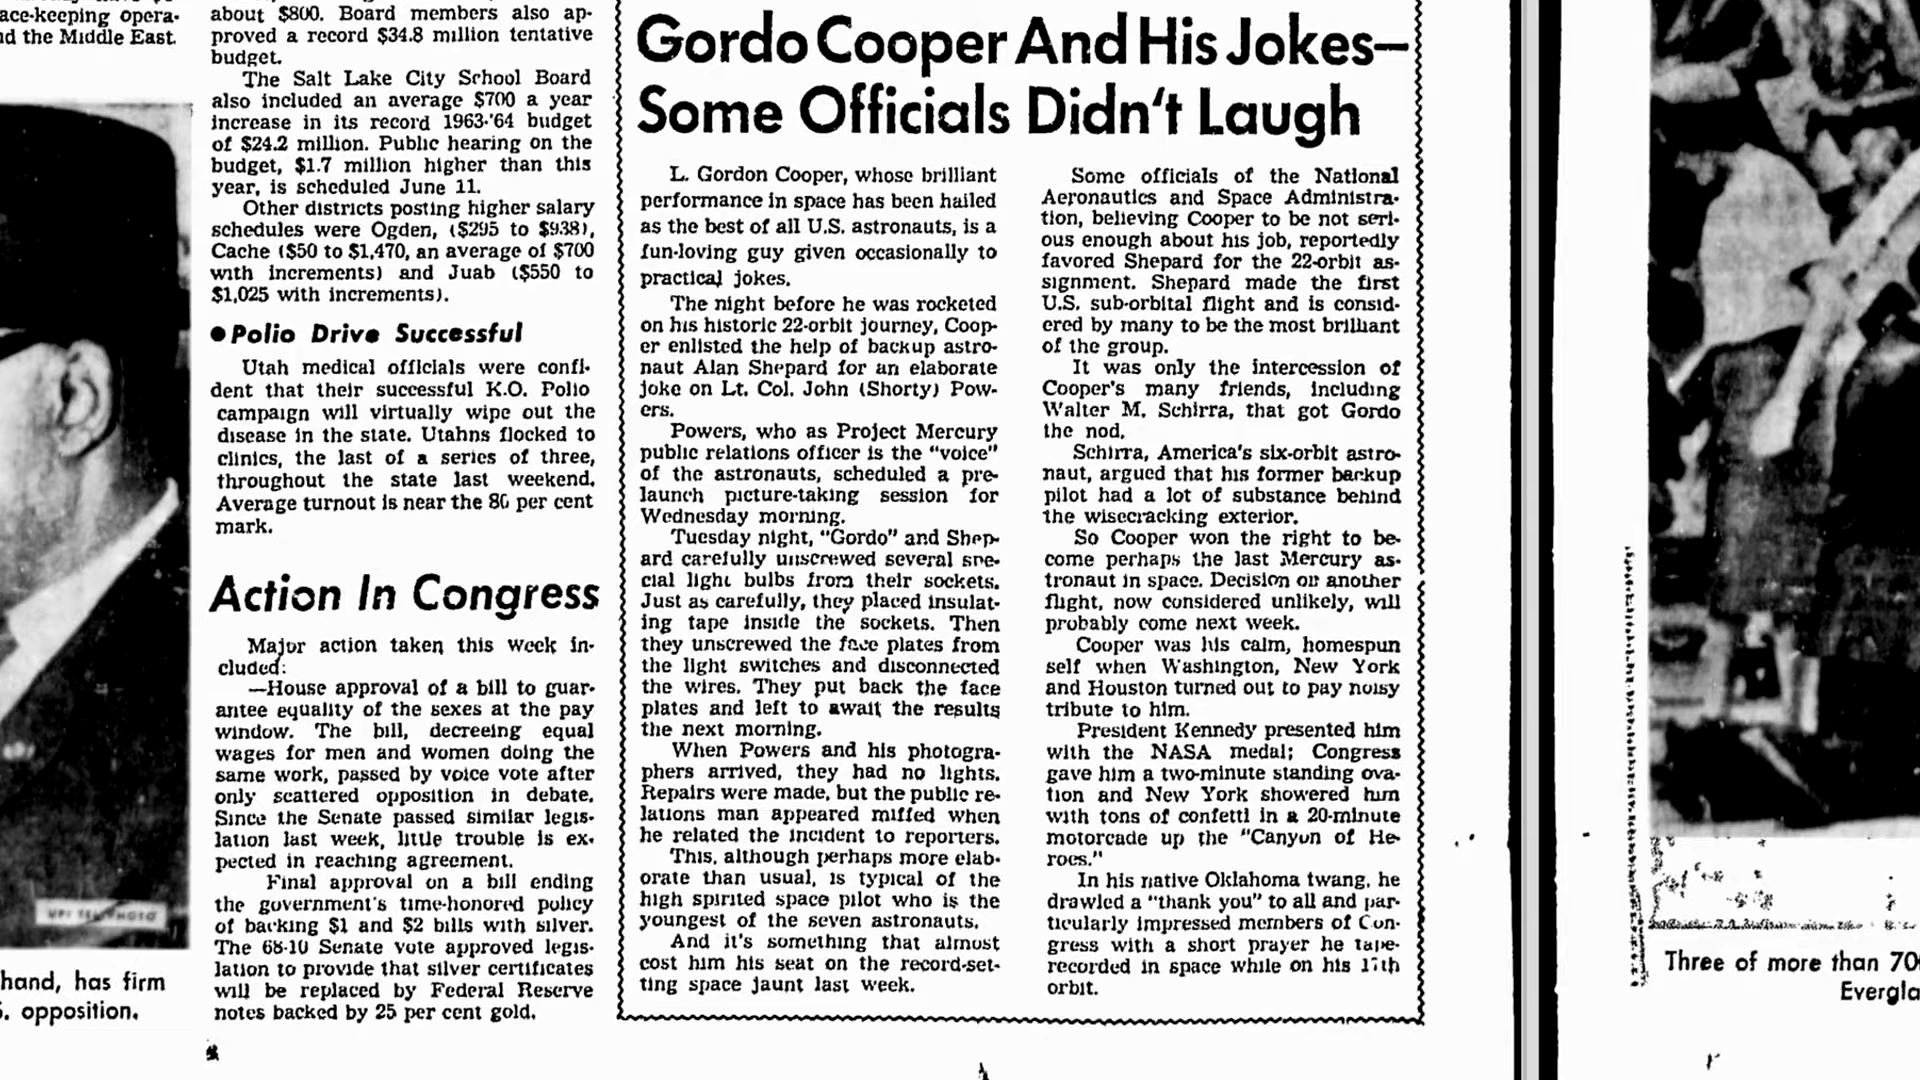 ace-keeping opera-
nd the Middle East.
hand, has firm
opposition.
about $800. Board members also ap-
proved a record $34.8 million tentative
budget.
The Salt Lake City School Board
also included an average $700 a year
increase in its record 1963-'64 budget
of $24.2 million. Public hearing on the
budget, $1.7 million higher than this
year, is scheduled June 11.
Other districts posting higher salary
schedules were Ogden, ($295 to $938),
Cache ($50 to $1,470, an average of $700
with increments) and Juab ($550 to
$1,025 with increments).
● Polio Drive Successful
Utah medical officials were confi-
dent that their successful K.O. Polio
campaign will virtually wipe out the
disease in the state. Utahns flocked to
clinics, the last of a series of three,
throughout the state last weekend.
Average turnout is near the 80 per cent
mark.
Action In Congress
Major action taken this week in-
cluded:
—House approval of a bill to guar-
antee equality of the sexes at the pay
window. The bill, decreeing equal
wages for men and women doing the
same work, passed by voice vote after
only scattered opposition in debate.
Since the Senate passed similar legis-
lation last week, little trouble is ex-
pected in reaching agreement.
Final approval on a bill ending
the government's time-honored policy
of backing $1 and $2 bills with silver.
The 68-10 Senate vote approved legis-
lation to provide that silver certificates
will be replaced by Federal Reserve
notes backed by 25 per cent gold.
Gordo Cooper And His Jokes—
Some Officials Didn't Laugh
L. Gordon Cooper, whose brilliant
performance in space has been hailed
as the best of all U.S. astronauts, is a
fun-loving guy given occasionally to
practical jokes.
The night before he was rocketed
on his historic 22-orbit journey, Coop-
er enlisted the help of backup astro-
naut Alan Shepard for an elaborate
joke on Lt. Col. John (Shorty) Pow-
ers.
Powers, who as Project Mercury
public relations officer is the "voice"
of the astronauts, scheduled a pre-
launch picture-taking session for
Wednesday morning.
Tuesday night, "Gordo" and Shep-
ard carefully unscrewed several spe-
cial light bulbs from their sockets.
Just as carefully, they placed insulat-
ing tape inside the sockets. Then
they unscrewed the face plates from
the light switches and disconnected
the wires. They put back the face
plates and left to await the results
the next morning.
When Powers and his photogra-
phers arrived, they had no lights.
Repairs were made, but the public re-
lations man appeared miffed when
he related the incident to reporters.
This, although perhaps more elab-
orate than usual, is typical of the
high spirited space pilot who is the
youngest of the seven astronauts.
And it's something that almost
cost him his seat on the record-set-
ting space jaunt last week.
Some officials of the National
Aeronautics and Space Administra-
tion, believing Cooper to be not seri-
ous enough about his job, reportedly
favored Shepard for the 22-orbit as-
signment. Shepard made the first
U.S. sub-orbital flight and is consid-
ered by many to be the most brilliant
of the group.
It was only the intercession of
Cooper's many friends, including
Walter M. Schirra, that got Gordo
the nod.
Schirra, America's six-orbit astro-
naut, argued that his former backup
pilot had a lot of substance behind
the wisecracking exterior.
So Cooper won the right to be-
come perhaps the last Mercury as-
tronaut in space. Decision on another
flight, now considered unlikely, will
probably come next week.
Cooper was his calm, homespun
self when Washington, New York
and Houston turned out to pay noisy
tribute to him.
President Kennedy presented him
with the NASA medal; Congress
gave him a two-minute standing ova-
tion and New York showered him
with tons of confetti in a 20-minute
motorcade up the "Canyon of He-
roes."
In his native Oklahoma twang, he
drawled a "thank you" to all and par-
ticularly impressed members of Con-
gress with a short prayer he tape-
recorded in space while on his 17th
orbit.
Three of more than 70
Evergla